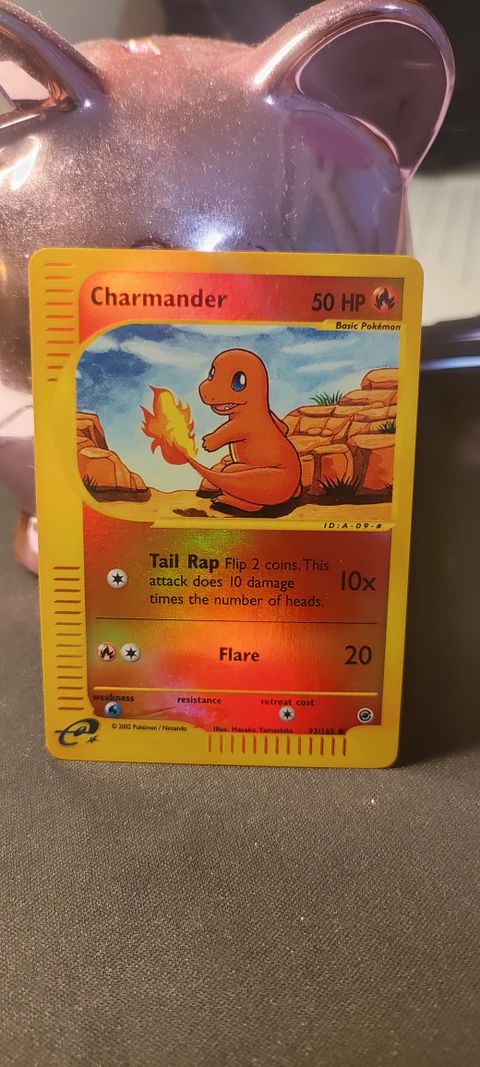 Charmander 50 HP
Basic Pokémon
ID:A-09-#
Tail Rap Flip 2 coins. This
attack does 10 damage 10x
times the number of heads.
Flare 20
weakness resistance retreat cost
© 2002 Pokémon / Nintendo Illus. Masako Yamashita 97/165
e